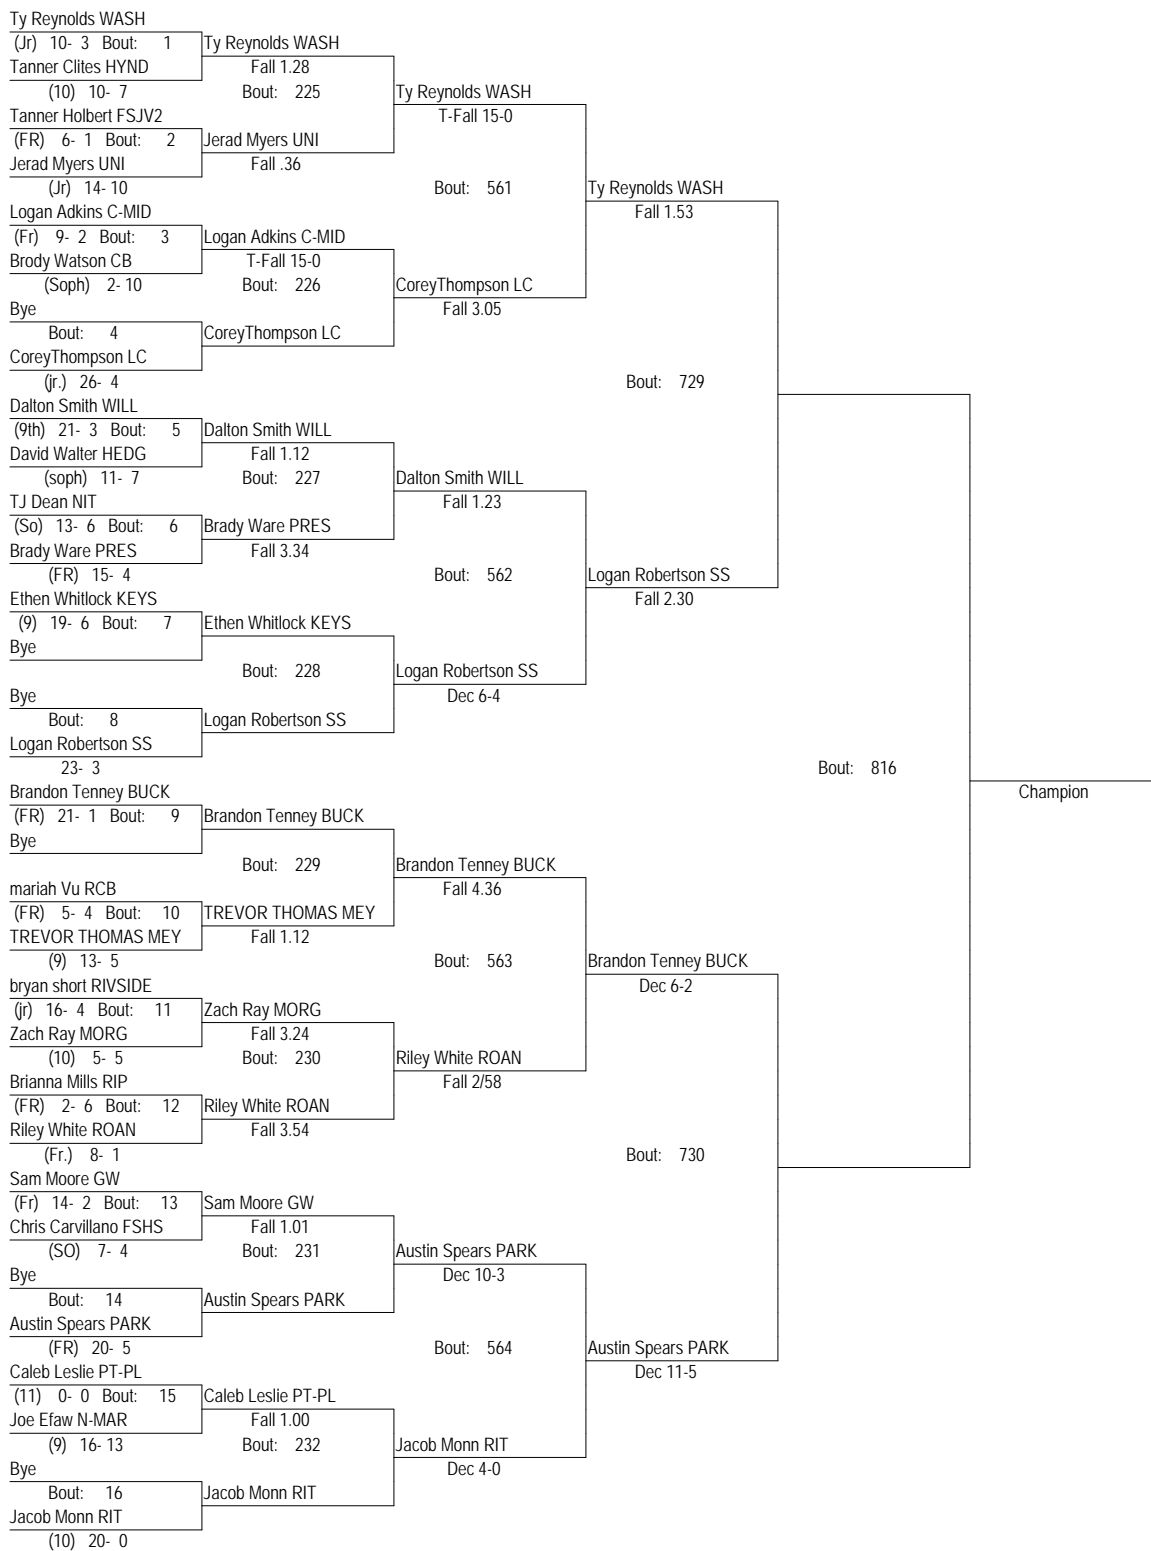 Ty Reynolds WASH
(Jr) 10- 3 Bout: 1
Ty Reynolds WASH
Tanner Clites HYND
Fall 1.28
(10) 10- 7
Bout: 225
Ty Reynolds WASH
Tanner Holbert FSJV2
T-Fall 15-0
(FR) 6- 1 Bout: 2
Jerad Myers UNI
Jerad Myers UNI
Fall .36
(Jr) 14- 10
Bout: 561
Ty Reynolds WASH
Logan Adkins C-MID
Fall 1.53
(Fr) 9- 2 Bout: 3
Logan Adkins C-MID
Brody Watson CB
T-Fall 15-0
(Soph) 2- 10
Bout: 226
CoreyThompson LC
Bye
Fall 3.05
Bout: 4
CoreyThompson LC
CoreyThompson LC
(jr.) 26- 4
Bout: 729
Dalton Smith WILL
(9th) 21- 3 Bout: 5
Dalton Smith WILL
David Walter HEDG
Fall 1.12
(soph) 11- 7
Bout: 227
Dalton Smith WILL
TJ Dean NIT
Fall 1.23
(So) 13- 6 Bout: 6
Brady Ware PRES
Brady Ware PRES
Fall 3.34
(FR) 15- 4
Bout: 562
Logan Robertson SS
Ethen Whitlock KEYS
Fall 2.30
(9) 19- 6 Bout: 7
Ethen Whitlock KEYS
Bye
Bout: 228
Logan Robertson SS
Bye
Dec 6-4
Bout: 8
Logan Robertson SS
Logan Robertson SS
23- 3
Bout: 816
Brandon Tenney BUCK
Champion
(FR) 21- 1 Bout: 9
Brandon Tenney BUCK
Bye
Bout: 229
Brandon Tenney BUCK
mariah Vu RCB
Fall 4.36
(FR) 5- 4 Bout: 10
TREVOR THOMAS MEY
TREVOR THOMAS MEY
Fall 1.12
(9) 13- 5
Bout: 563
Brandon Tenney BUCK
bryan short RIVSIDE
Dec 6-2
(jr) 16- 4 Bout: 11
Zach Ray MORG
Zach Ray MORG
Fall 3.24
(10) 5- 5
Bout: 230
Riley White ROAN
Brianna Mills RIP
Fall 2/58
(FR) 2- 6 Bout: 12
Riley White ROAN
Riley White ROAN
Fall 3.54
(Fr.) 8- 1
Bout: 730
Sam Moore GW
(Fr) 14- 2 Bout: 13
Sam Moore GW
Chris Carvillano FSHS
Fall 1.01
(SO) 7- 4
Bout: 231
Austin Spears PARK
Bye
Dec 10-3
Bout: 14
Austin Spears PARK
Austin Spears PARK
(FR) 20- 5
Bout: 564
Austin Spears PARK
Caleb Leslie PT-PL
Dec 11-5
(11) 0- 0 Bout: 15
Caleb Leslie PT-PL
Joe Efaw N-MAR
Fall 1.00
(9) 16- 13
Bout: 232
Jacob Monn RIT
Bye
Dec 4-0
Bout: 16
Jacob Monn RIT
Jacob Monn RIT
(10) 20- 0